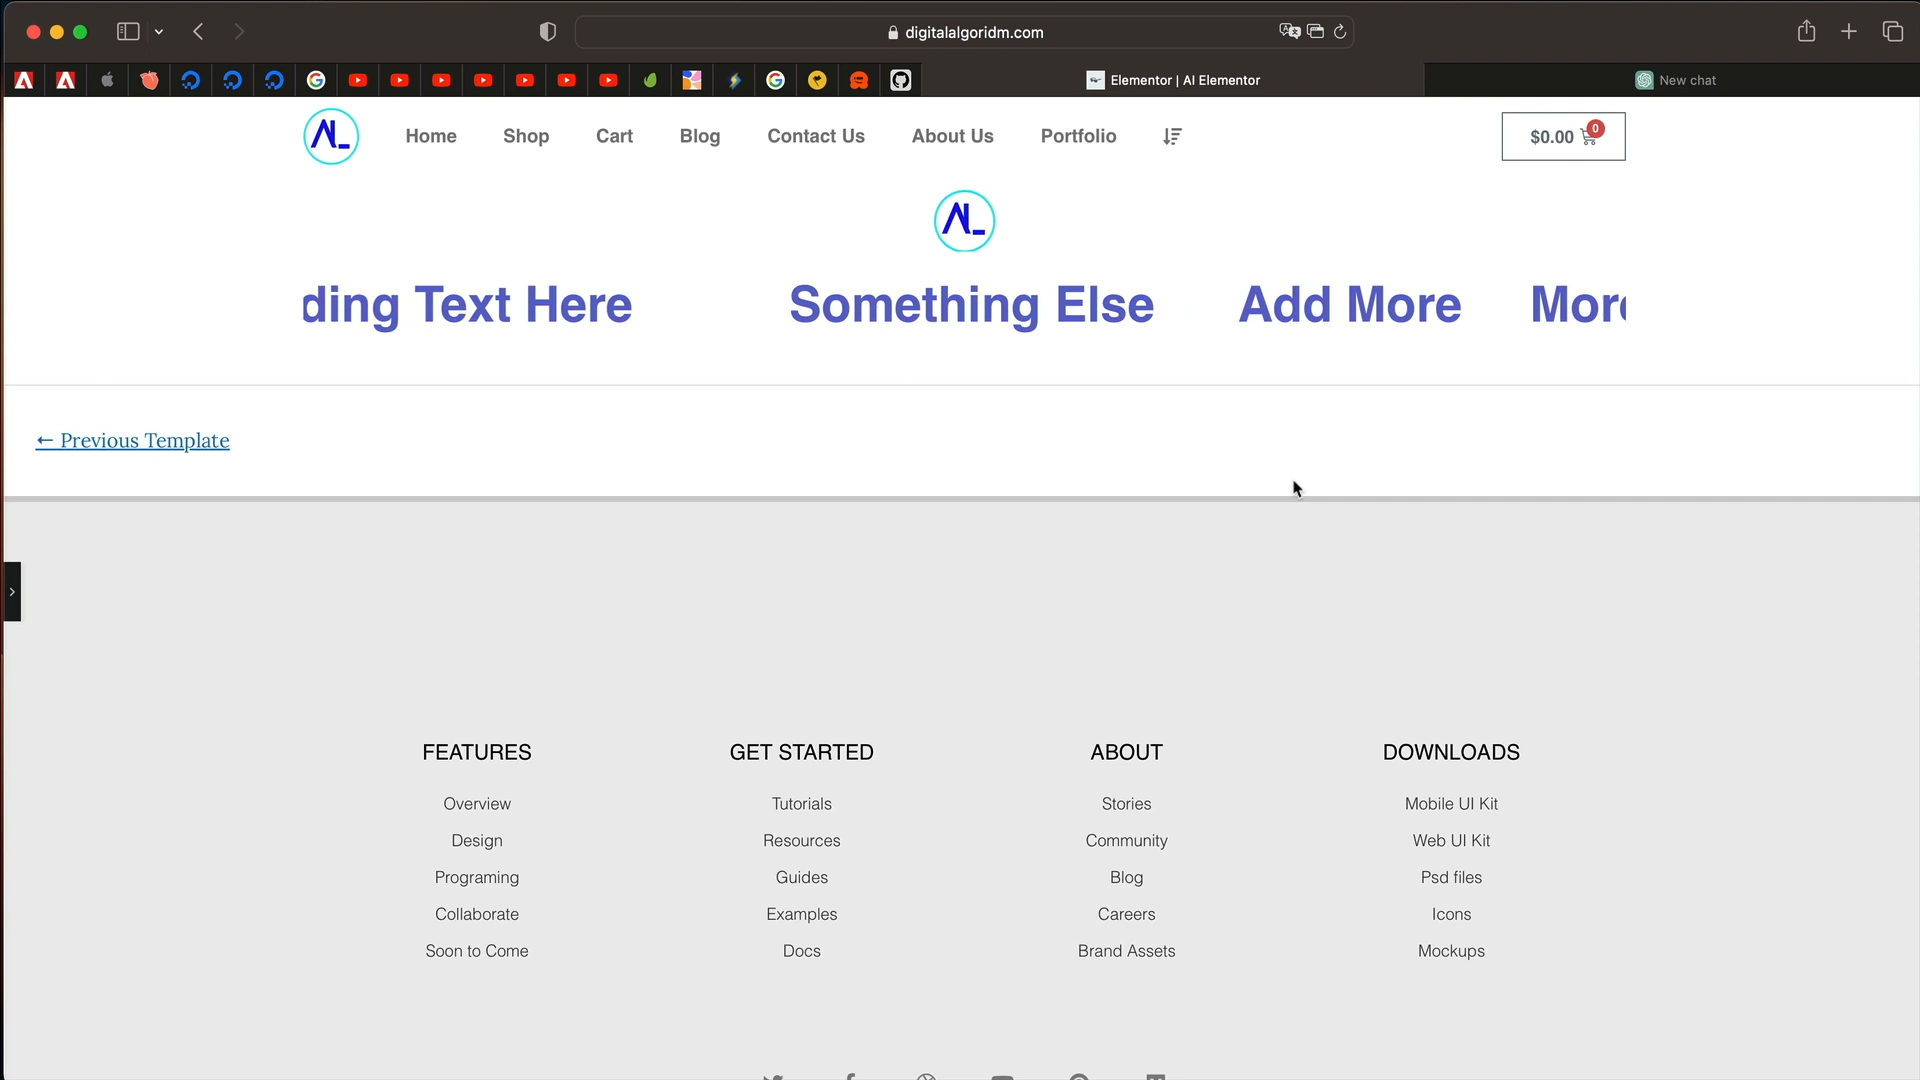 digitalalgoridm.com
Elementor | AI Elementor
New chat
AL_
Home
Shop
Cart
Blog
Contact Us
About Us
Portfolio
$0.00
0
AL_
ding Text Here
Something Else
Add More
More
← Previous Template
FEATURES
Overview
Design
Programing
Collaborate
Soon to Come
GET STARTED
Tutorials
Resources
Guides
Examples
Docs
ABOUT
Stories
Community
Blog
Careers
Brand Assets
DOWNLOADS
Mobile UI Kit
Web UI Kit
Psd files
Icons
Mockups